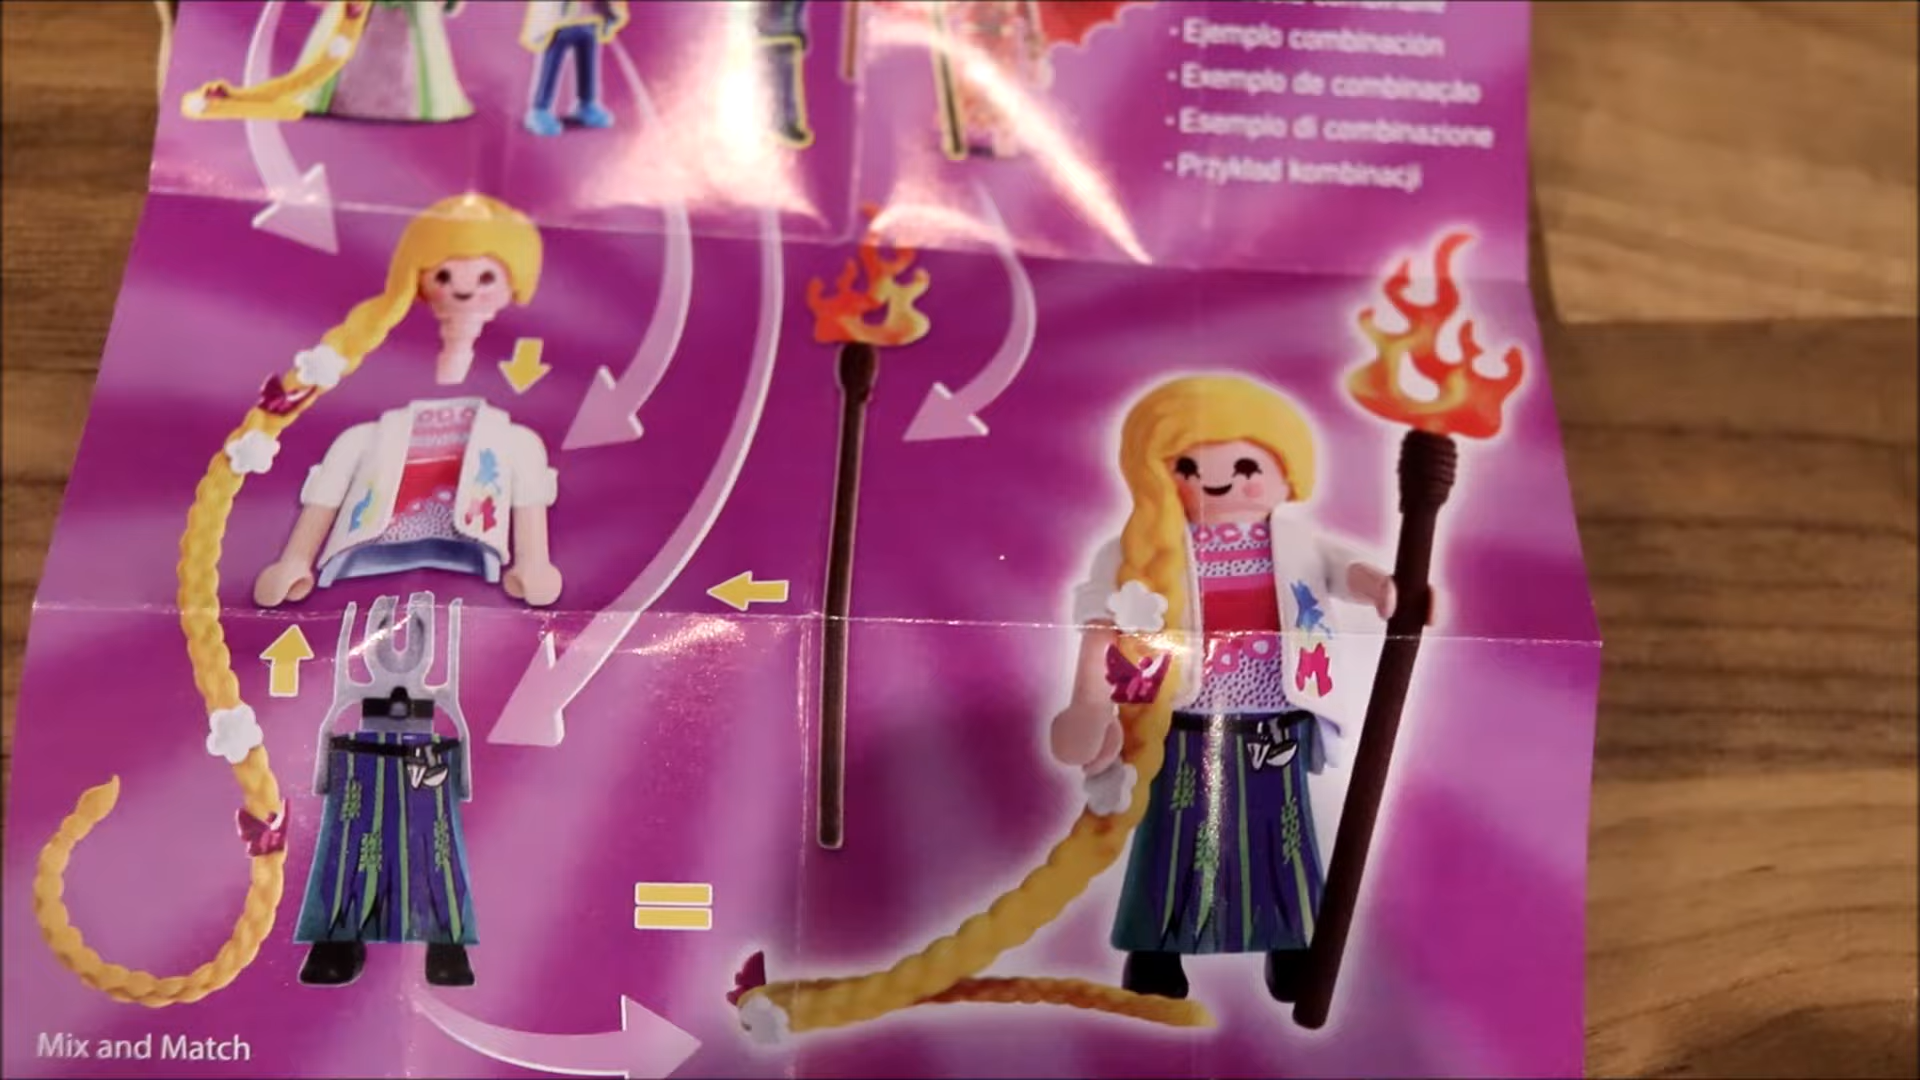 · Ejemplo combinación
· Exemplo de combinação
· Esempio di combinazione
· Przykład kombinacji
Mix and Match